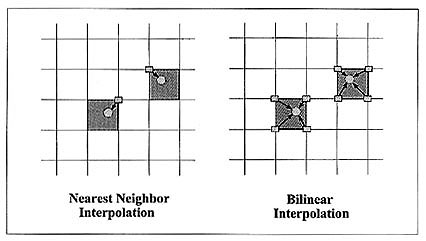 Nearest Neighbor
Interpolation
Bilinear
Interpolation